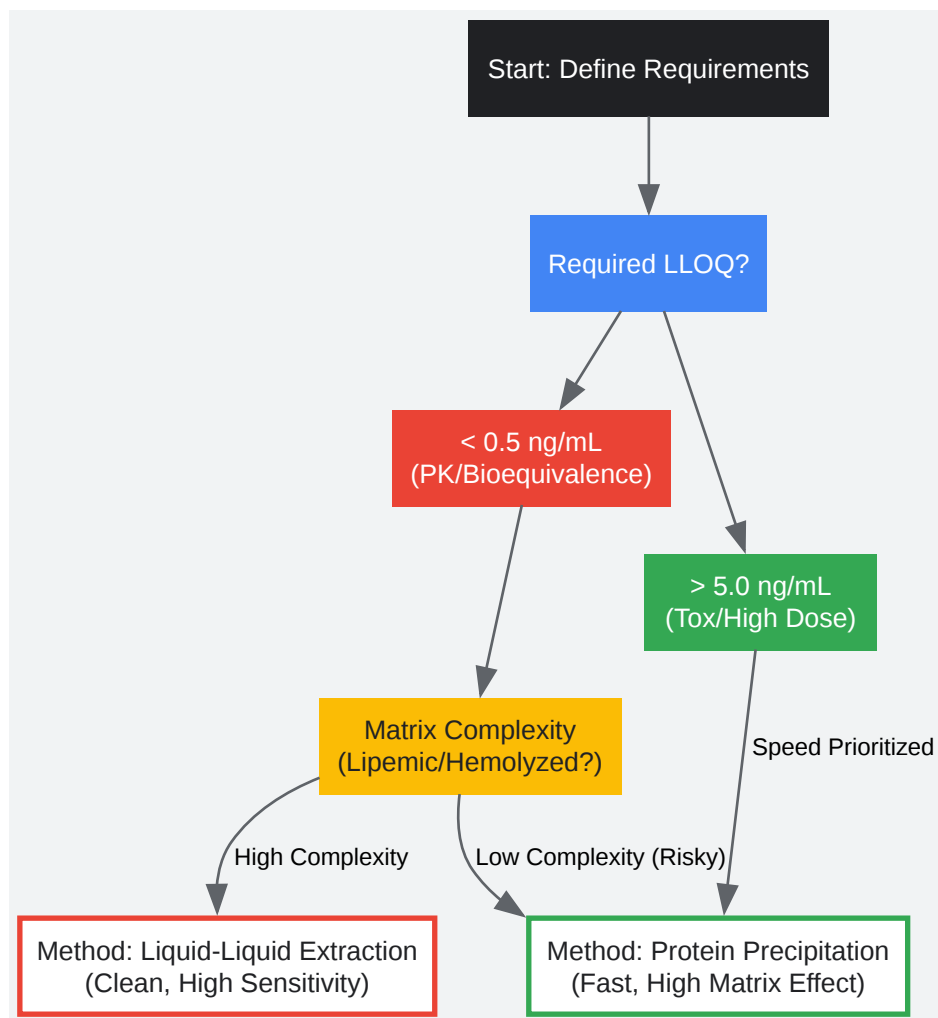 Start: Define Requirements
Required LLOQ?
< 0.5 ng/mL
(PK/Bioequivalence)
> 5.0 ng/mL
(Tox/High Dose)
Matrix Complexity
(Lipemic/Hemolyzed?)
Speed Prioritized
High Complexity
Low Complexity (Risky)
Method: Liquid-Liquid Extraction
(Clean, High Sensitivity)
Method: Protein Precipitation
(Fast, High Matrix Effect)